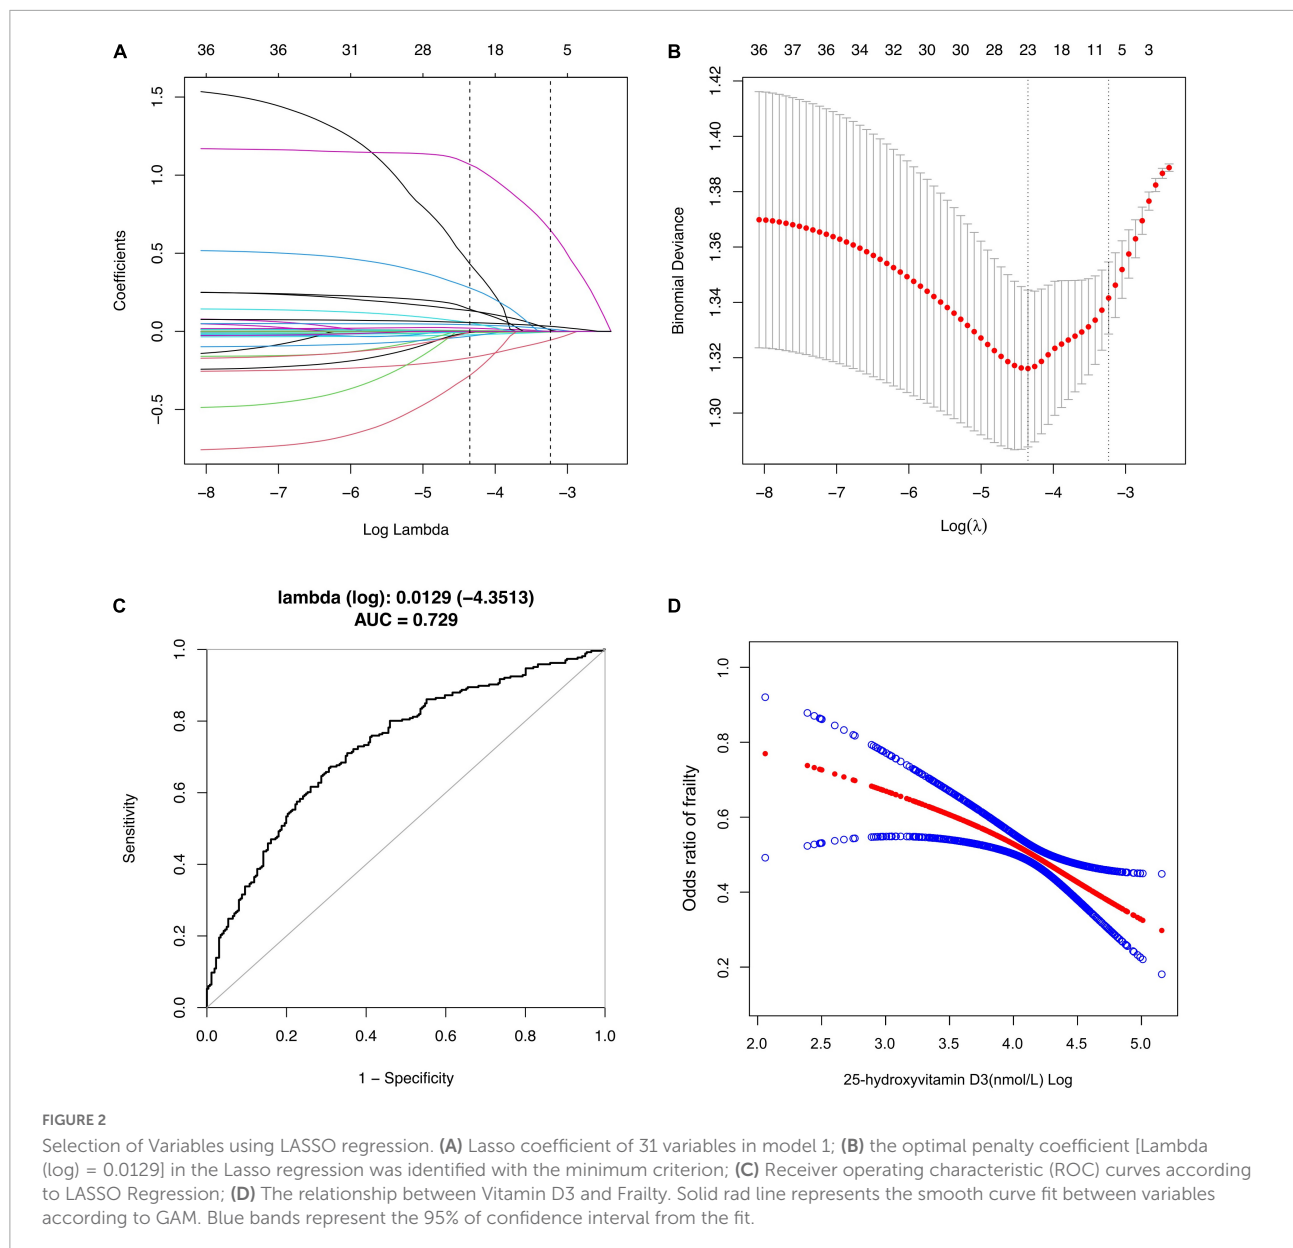 A
36 36 31 28 18 5
1.5
1.0
0.5
0.0
−0.5
Coefficients
−8 −7 −6 −5 −4 −3
Log Lambda
B
36 37 36 34 32 30 30 28 23 18 11 5 3
1.42
1.40
1.38
1.36
1.34
1.32
1.30
Binomial Deviance
−8 −7 −6 −5 −4 −3
Log(λ)
C
lambda (log): 0.0129 (−4.3513)
AUC = 0.729
1.0
0.8
0.6
0.4
0.2
0.0
Sensitivity
0.0 0.2 0.4 0.6 0.8 1.0
1 − Specificity
D
1.0
0.8
0.6
0.4
0.2
Odds ratio of frailty
2.0 2.5 3.0 3.5 4.0 4.5 5.0
25-hydroxyvitamin D3(nmol/L) Log
FIGURE 2
Selection of Variables using LASSO regression. (A) Lasso coefficient of 31 variables in model 1; (B) the optimal penalty coefficient [Lambda
(log) = 0.0129] in the Lasso regression was identified with the minimum criterion; (C) Receiver operating characteristic (ROC) curves according
to LASSO Regression; (D) The relationship between Vitamin D3 and Frailty. Solid rad line represents the smooth curve fit between variables
according to GAM. Blue bands represent the 95% of confidence interval from the fit.